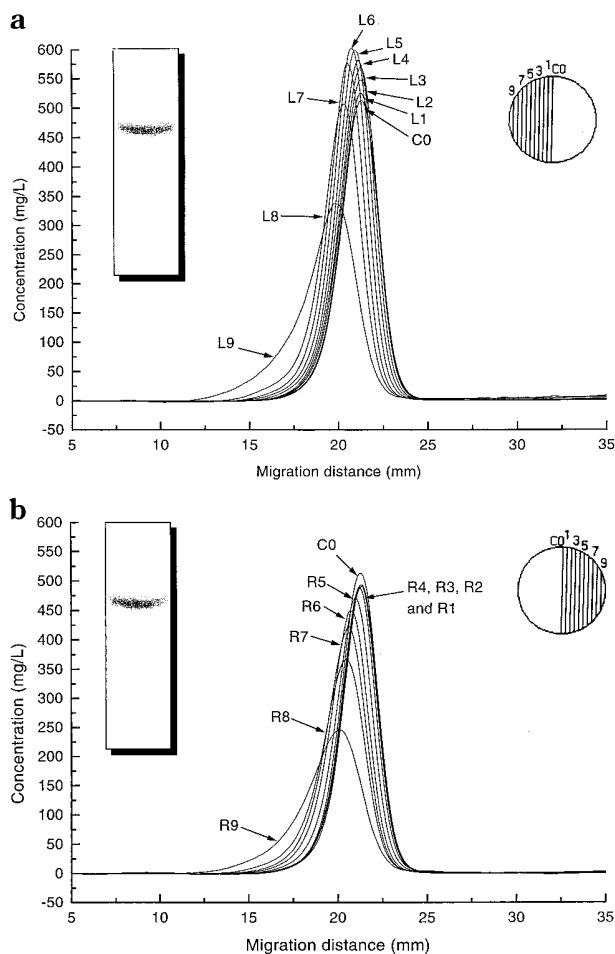 a
L6
L5
L4
L3
L2
L1
C0
L7
L8
L9
9 7 5 3 1 C0
Concentration (mg/L)
600
550
500
450
400
350
300
250
200
150
100
50
0
-50
5 10 15 20 25 30 35
Migration distance (mm)
b
C0
R5
R6
R7
R8
R9
R4, R3, R2
and R1
C0 1 3 5 7 9
Concentration (mg/L)
600
550
500
450
400
350
300
250
200
150
100
50
0
-50
5 10 15 20 25 30 35
Migration distance (mm)